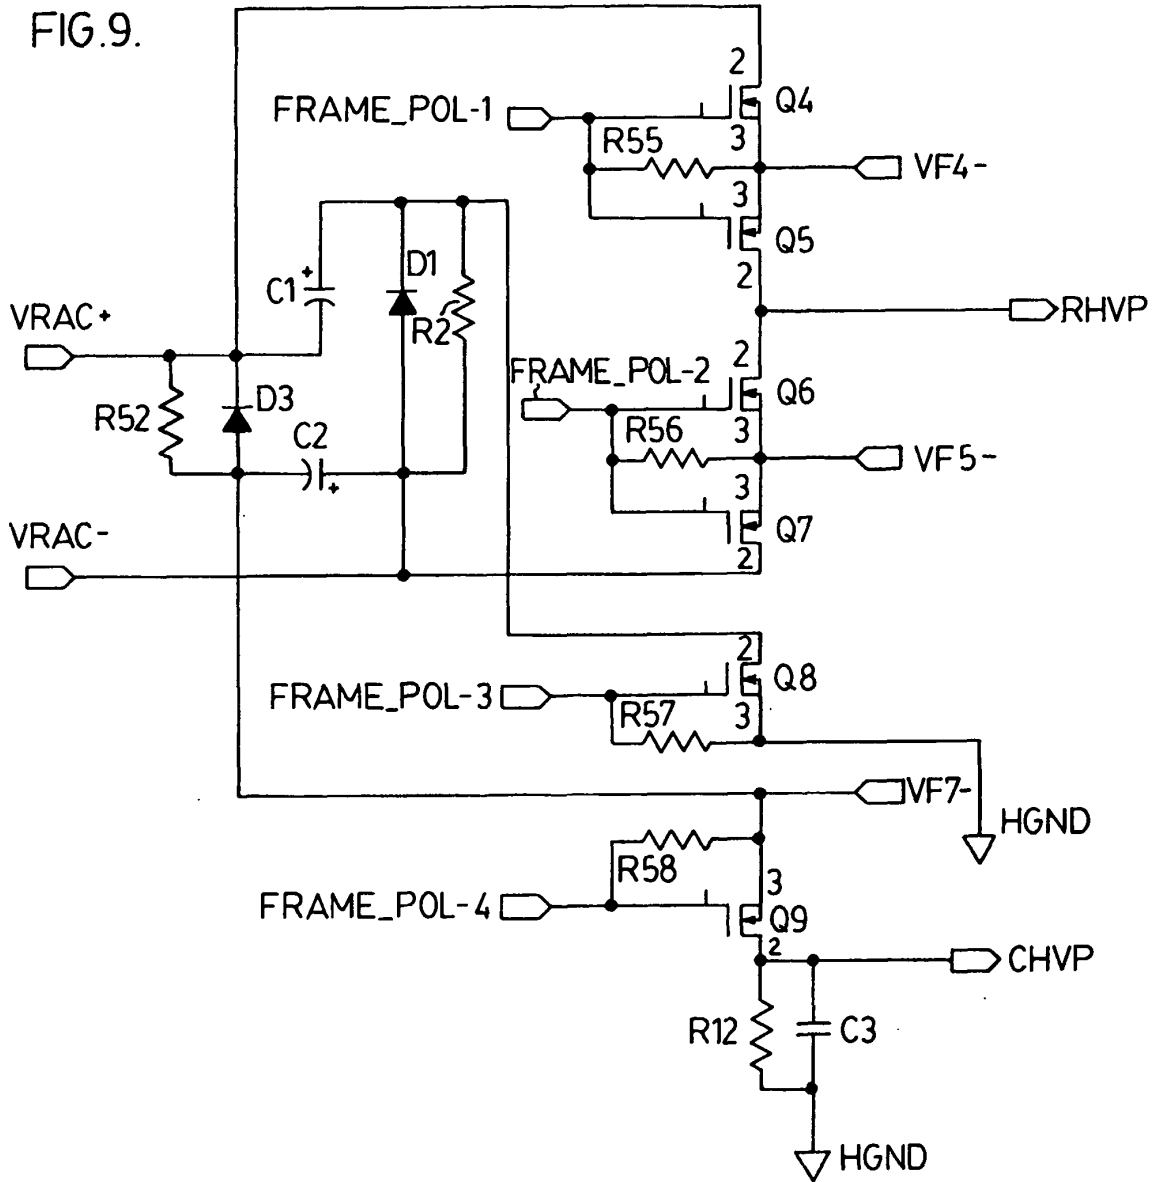 FIG.9.
2
FRAME_POL-1
Q4
3
R55
VF4-
3
Q5
2
D1
C1
+
R2
VRAC+
RHVP
2
FRAME_POL-2
Q6
D3
R52
C2
+
R56
3
VF5-
3
Q7
2
VRAC-
2
Q8
FRAME_POL-3
R57
3
VF7-
HGND
R58
3
FRAME_POL-4
Q9
2
CHVP
R12
C3
HGND